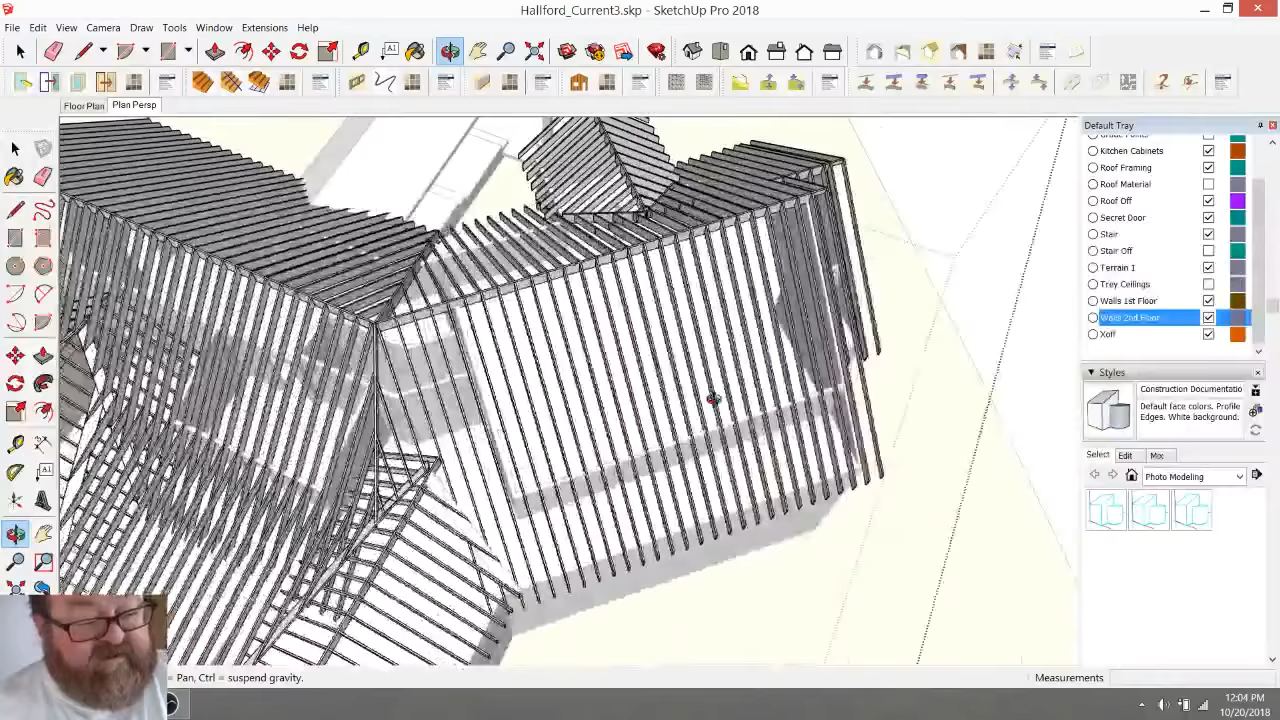 Hallford_Current3.skp - SketchUp Pro 2018
File Edit View Camera Draw Tools Window Extensions Help
Floor Plan Plan Persp
Default Tray
Kitchen Cabinets
Roof Framing
Roof Material
Roof Off
Secret Door
Stair
Stair Off
Terrain I
Trey Ceilings
Walls 1st Floor
Walls 2nd Floor
Xoff
Styles
Construction Documentatio
Default face colors. Profile
Edges. White background.
Select Edit Mix
Photo Modeling
= Pan, Ctrl = suspend gravity.
Measurements
12:04 PM
10/20/2018